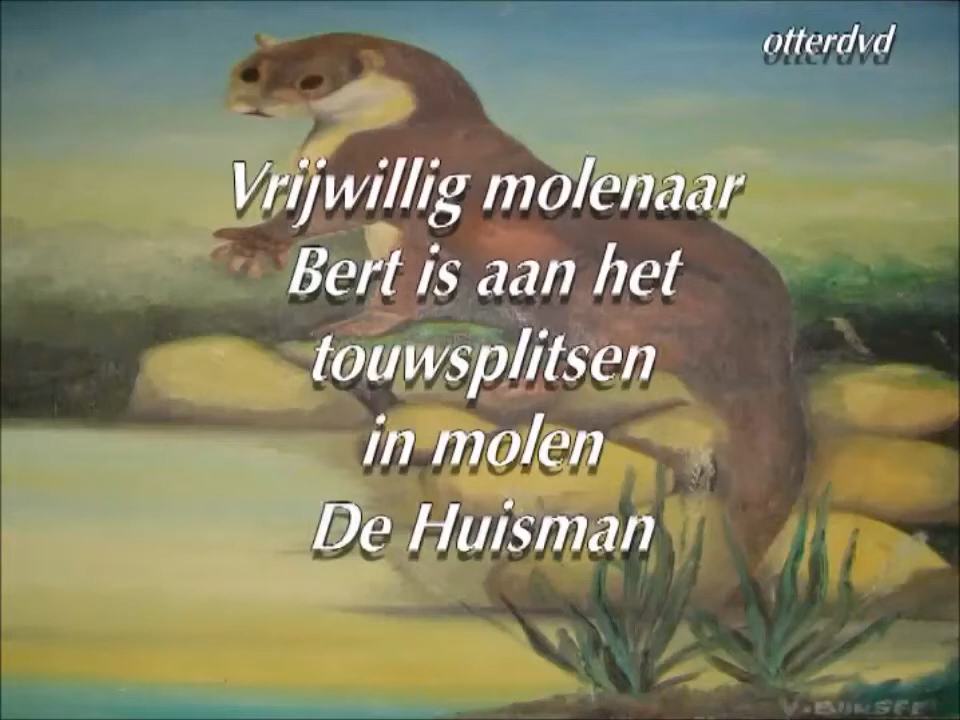 otterdvd
Vrijwillig molenaar
Bert is aan het
touwsplitsen
in molen
De Huisman